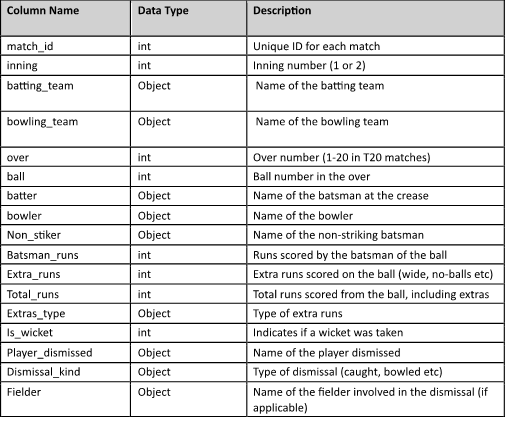 Column Name Data Type Description
match_id int Unique ID for each match
inning int Inning number (1 or 2)
batting_team Object Name of the batting team
bowling_team Object Name of the bowling team
over int Over number (1-20 in T20 matches)
ball int Ball number in the over
batter Object Name of the batsman at the crease
bowler Object Name of the bowler
Non_stiker Object Name of the non-striking batsman
Batsman_runs int Runs scored by the batsman of the ball
Extra_runs int Extra runs scored on the ball (wide, no-balls etc)
Total_runs int Total runs scored from the ball, including extras
Extras_type Object Type of extra runs
Is_wicket int Indicates if a wicket was taken
Player_dismissed Object Name of the player dismissed
Dismissal_kind Object Type of dismissal (caught, bowled etc)
Fielder Object Name of the fielder involved in the dismissal (if
applicable)